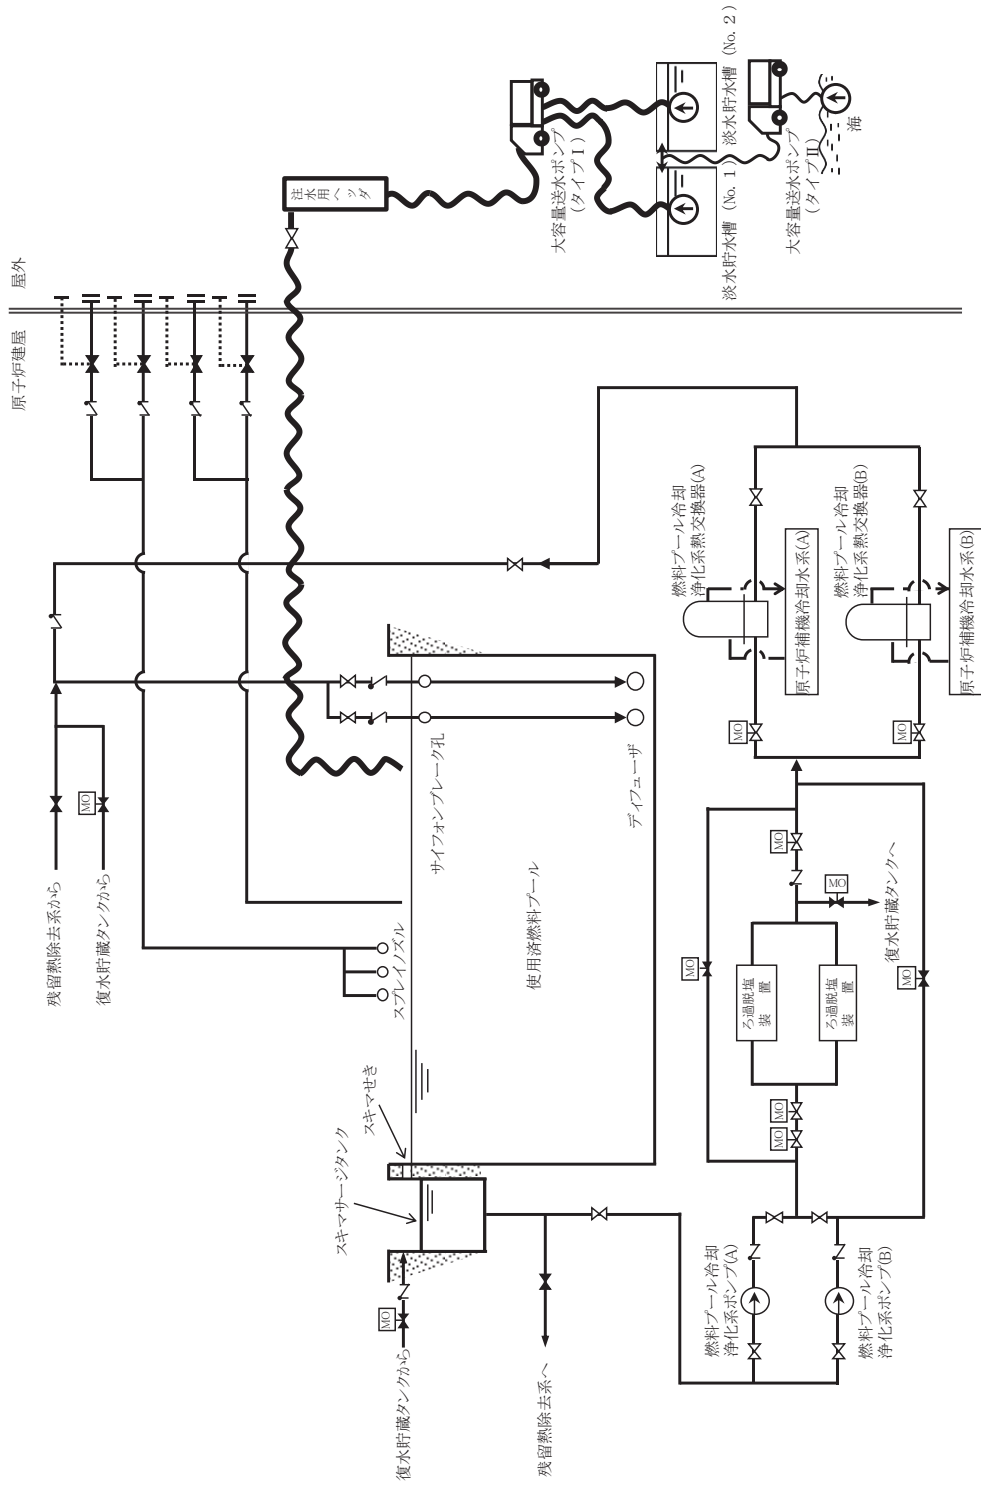 屋外
原子炉建屋
注水用ヘッダ
大容量送水ポンプ
（タイプⅠ）
淡水貯水槽　（No. 2）
淡水貯水槽　（No. 1）
大容量送水ポンプ
（タイプⅡ）
海
残留熱除去系から
復水貯蔵タンクから
MO
サイフォンブレーク孔
ディフューザ
スプレイノズル
使用済燃料プール
スキマせき
スキマサージタンク
MO
復水貯蔵タンクから
残留熱除去系へ
燃料プール冷却
浄化系熱交換器(A)
原子炉補機冷却水系(A)
燃料プール冷却
浄化系熱交換器(B)
原子炉補機冷却水系(B)
MO
MO
MO
MO
復水貯蔵タンクへ
MO
MO
ろ過脱塩
装　置
ろ過脱塩
装　置
MO
MO
燃料プール冷却
浄化系ポンプ(A)
燃料プール冷却
浄化系ポンプ(B)